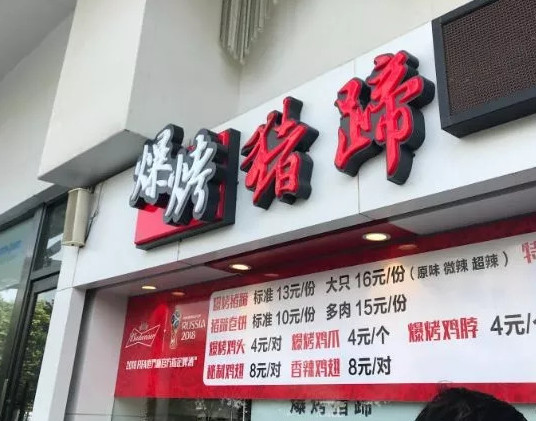 爆烤猪蹄
爆烤猪蹄 标准 13元/份 大只 16元/份 (原味 微辣 超辣) 特
猪蹄卷饼 标准 10元/份 多肉 15元/份
爆烤鸡头 4元/对 爆烤鸡爪 4元/个 爆烤鸡脖 4元/
秘制鸡翅 8元/对 香辣鸡翅 8元/对
Budweiser
RUSSIA
2018
爆烤猪蹄